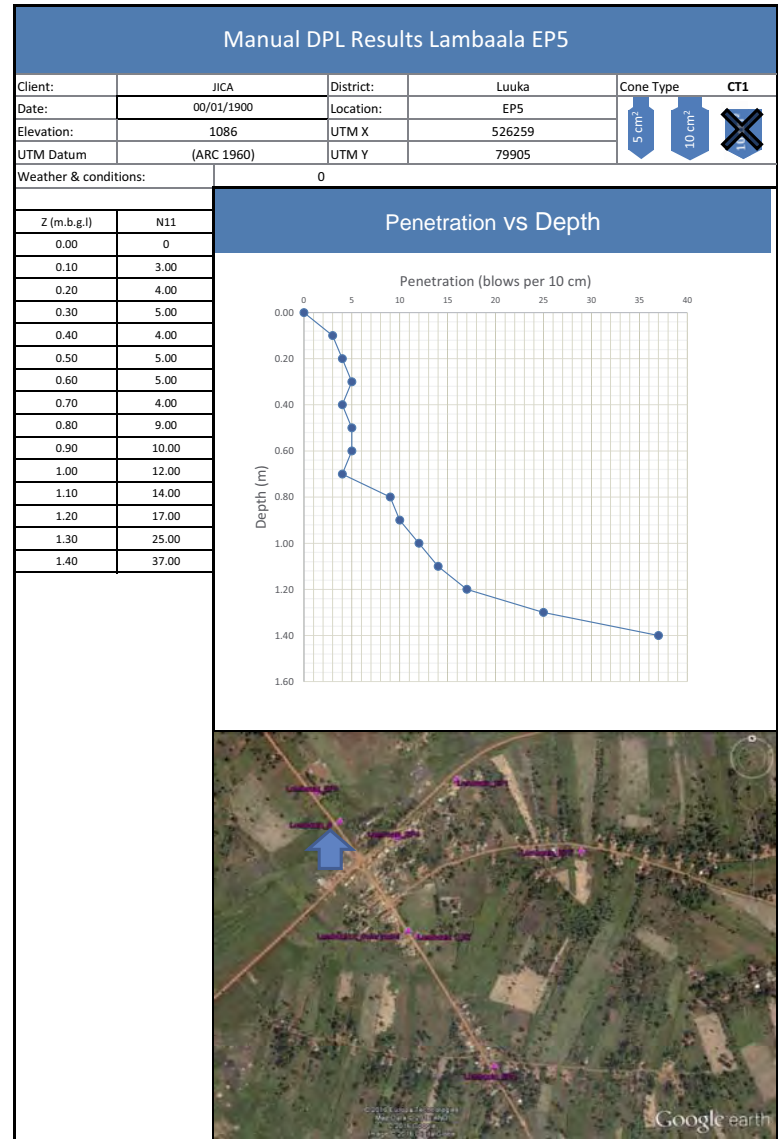 Manual DPL Results Lambaala EP5
Client: JICA District: Luuka Cone Type CT1
Date: 00/01/1900 Location: EP5
Elevation: 1086 UTM X 526259
UTM Datum (ARC 1960) UTM Y 79905
5 cm² 10 cm²
Weather & conditions: 0
Z (m.b.g.l) N11
0.00 0
0.10 3.00
0.20 4.00
0.30 5.00
0.40 4.00
0.50 5.00
0.60 5.00
0.70 4.00
0.80 9.00
0.90 10.00
1.00 12.00
1.10 14.00
1.20 17.00
1.30 25.00
1.40 37.00
Penetration vs Depth
Penetration (blows per 10 cm)
0 5 10 15 20 25 30 35 40
Depth (m)
0.00
0.20
0.40
0.60
0.80
1.00
1.20
1.40
1.60
Google earth